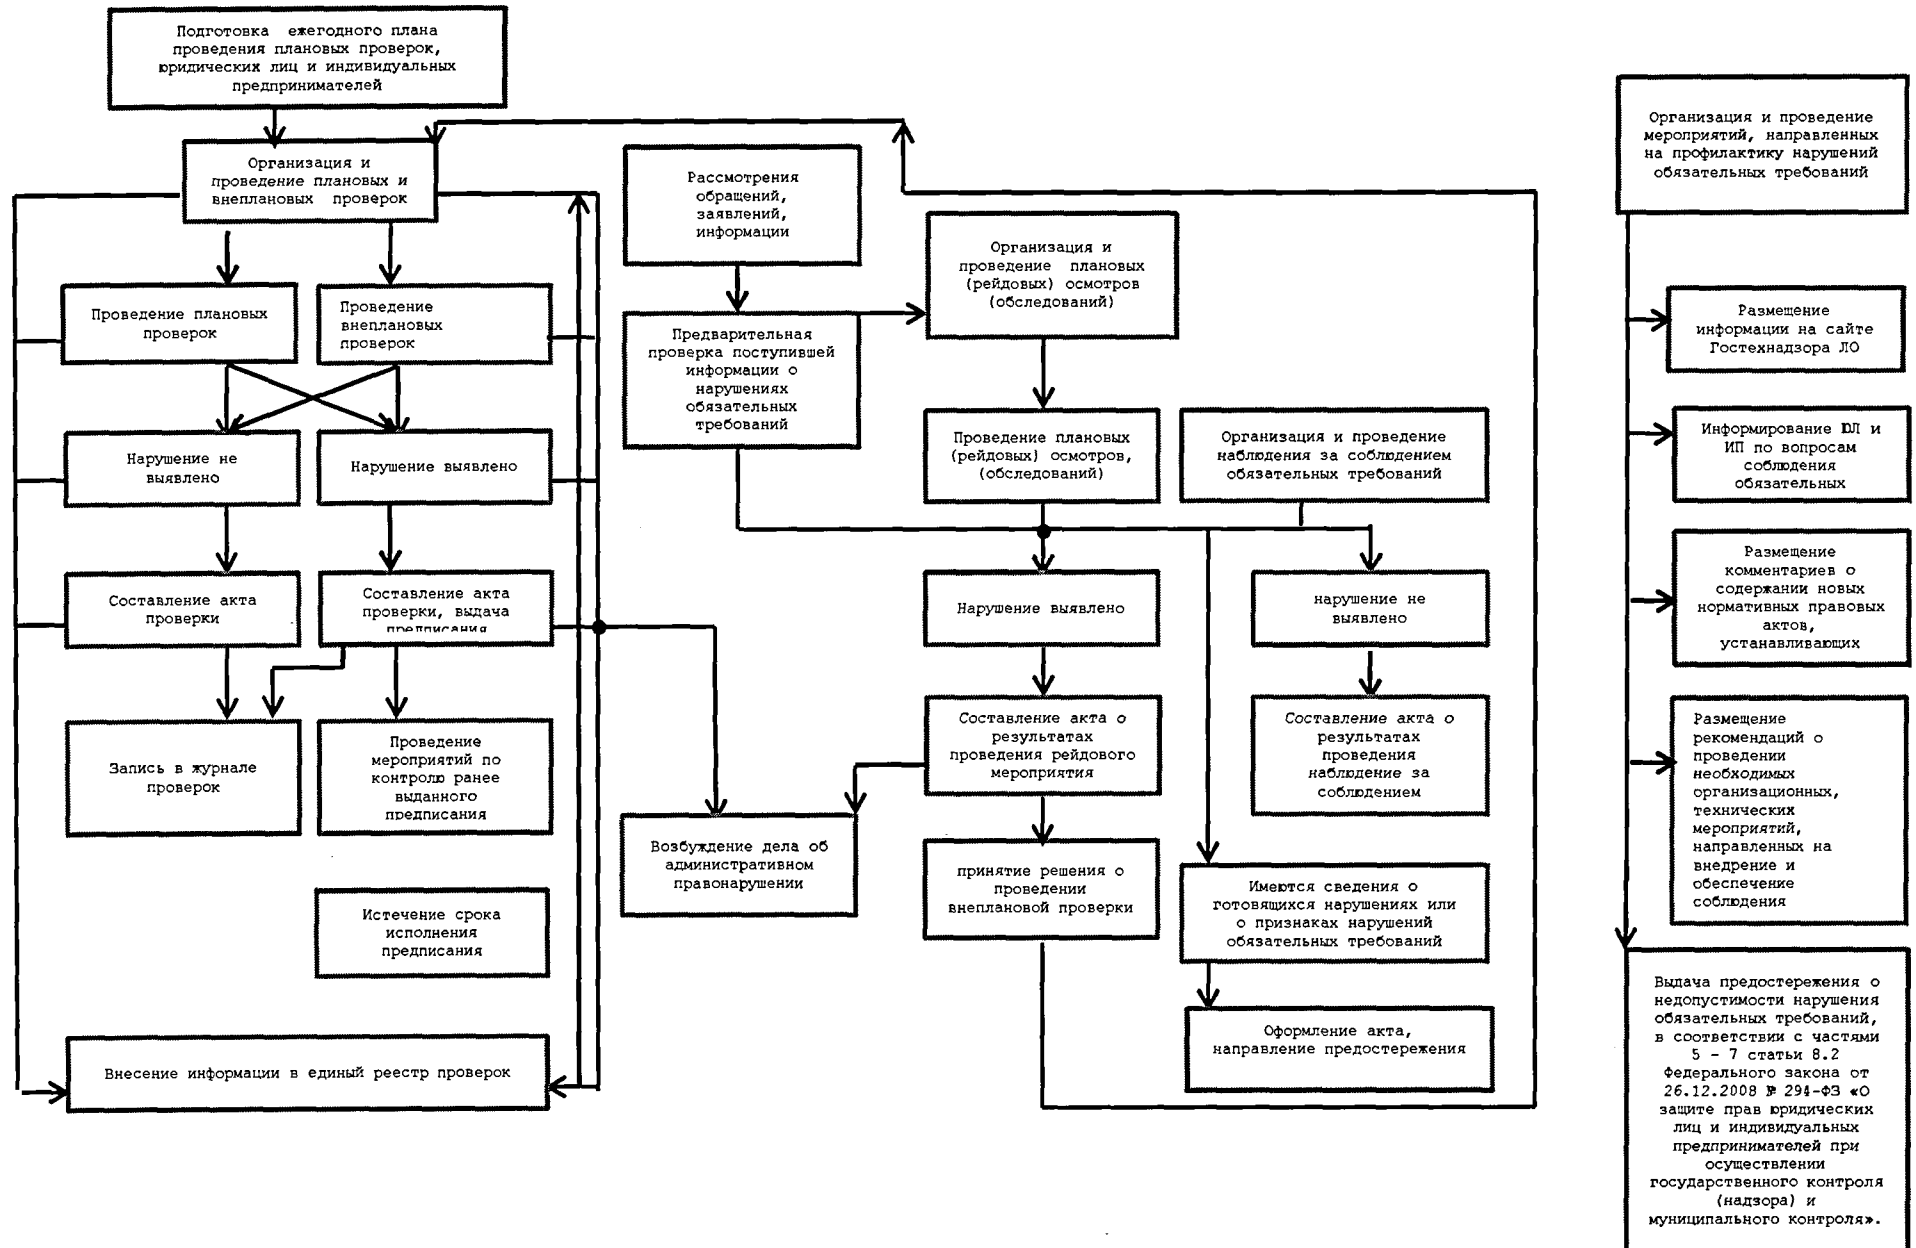 Подготовка ежегодного плана
проведения плановых проверок,
юридических лиц и индивидуальных
предпринимателей
Организация и
проведение плановых и
внеплановых проверок
Проведение плановых
проверок
Проведение
внеплановых
проверок
Нарушение не
выявлено
Нарушение выявлено
Составление акта
проверки
Составление акта
проверки, выдача
предписания
Запись в журнале
проверок
Проведение
мероприятий по
контролю ранее
выданного
предписания
Истечение срока
исполнения
предписания
Внесение информации в единый реестр проверок
Рассмотрения
обращений,
заявлений,
информации
Предварительная
проверка поступившей
информации о
нарушениях
обязательных
требований
Возбуждение дела об
административном
правонарушении
Организация и
проведение плановых
(рейдовых) осмотров
(обследований)
Проведение плановых
(рейдовых) осмотров,
(обследований)
Организация и проведение
наблюдения за соблюдением
обязательных требований
Нарушение выявлено
нарушение не
выявлено
Составление акта о
результатах
проведения рейдового
мероприятия
Составление акта о
результатах
проведения
наблюдение за
соблюдением
принятие решения о
проведении
внеплановой проверки
Имеются сведения о
готовящихся нарушениях или
о признаках нарушений
обязательных требований
Оформление акта,
направление предостережения
Организация и проведение
мероприятий, направленных
на профилактику нарушений
обязательных требований
Размещение
информации на сайте
Гостехнадзора ЛО
Информирование ЮЛ и
ИП по вопросам
соблюдения
обязательных
Размещение
комментариев о
содержании новых
нормативных правовых
актов,
устанавливающих
Размещение
рекомендаций о
проведении
необходимых
организационных,
технических
мероприятий,
направленных на
внедрение и
обеспечение
соблюдения
Выдача предостережения о
недопустимости нарушения
обязательных требований,
в соответствии с частями
5 - 7 статьи 8.2
Федерального закона от
26.12.2008 № 294-ФЗ «О
защите прав юридических
лиц и индивидуальных
предпринимателей при
осуществлении
государственного контроля
(надзора) и
муниципального контроля».